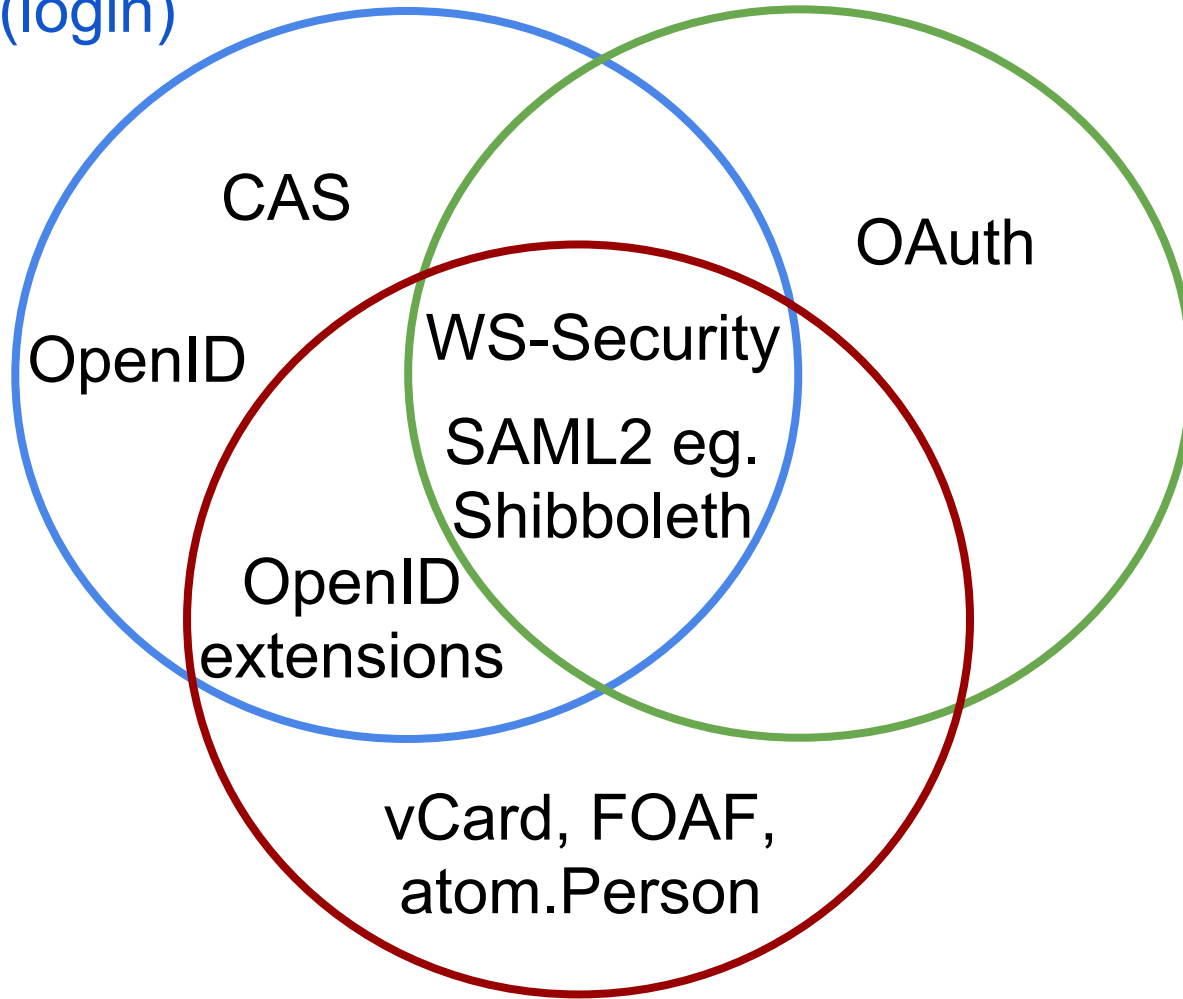 (login)
CAS
OAuth
WS-Security
OpenID
SAML2 eg.
Shibboleth
OpenID
extensions
vCard, FOAF,
atom.Person